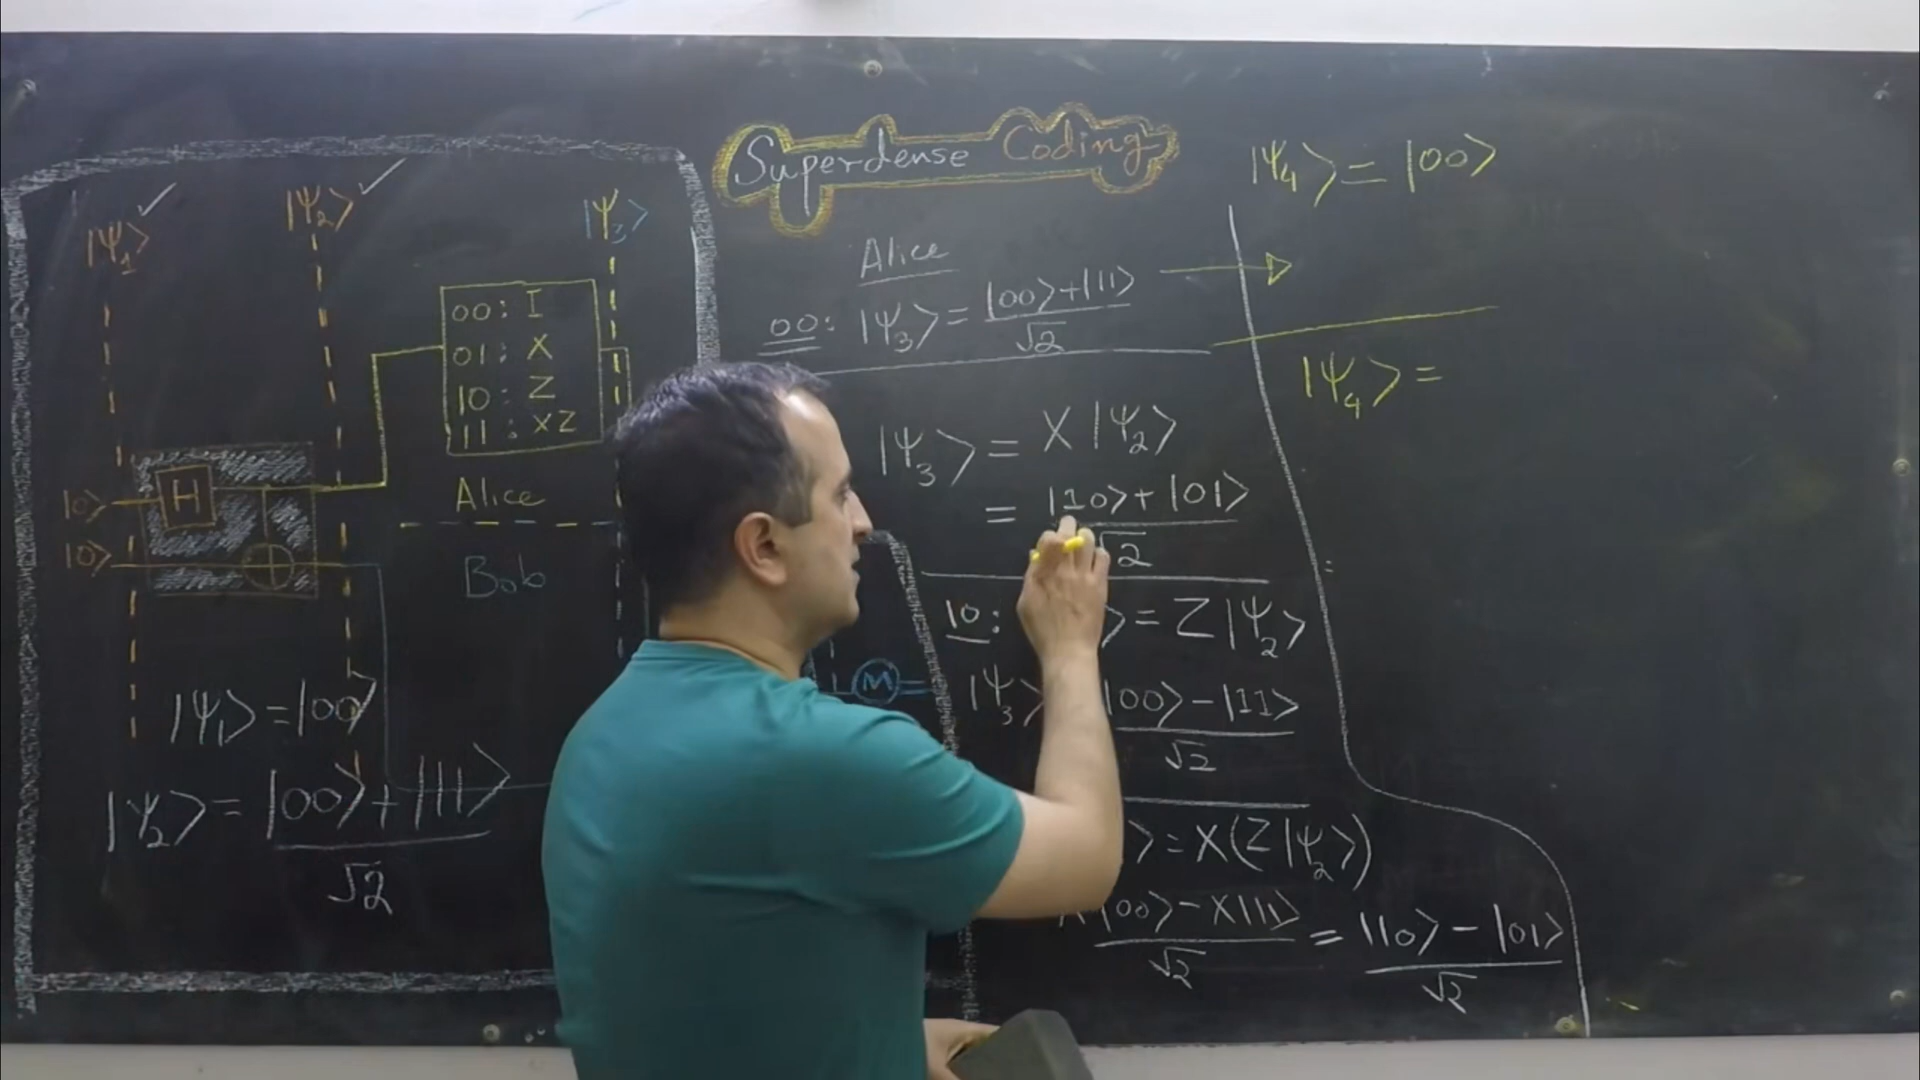 Superdense Coding
|ψ₁⟩
|ψ₂⟩
|ψ₃⟩
00: I
01: X
10: Z
11: XZ
|0⟩
H
|0⟩
Alice
Bob
|ψ₁⟩ = |00⟩
|ψ₂⟩ = |00⟩ + |11⟩
√2
M
Alice
00: |ψ₃⟩ = |00⟩ + |11⟩
√2
|ψ₃⟩ = X|ψ₂⟩
= |10⟩ + |01⟩
√2
10: ⟩ = Z|ψ₂⟩
|ψ₃⟩ |00⟩ − |11⟩
√2
⟩ = X(Z|ψ₂⟩)
|00⟩ − X|11⟩ = |10⟩ − |01⟩
√2 √2
|ψ₄⟩ = |00⟩
|ψ₄⟩ =